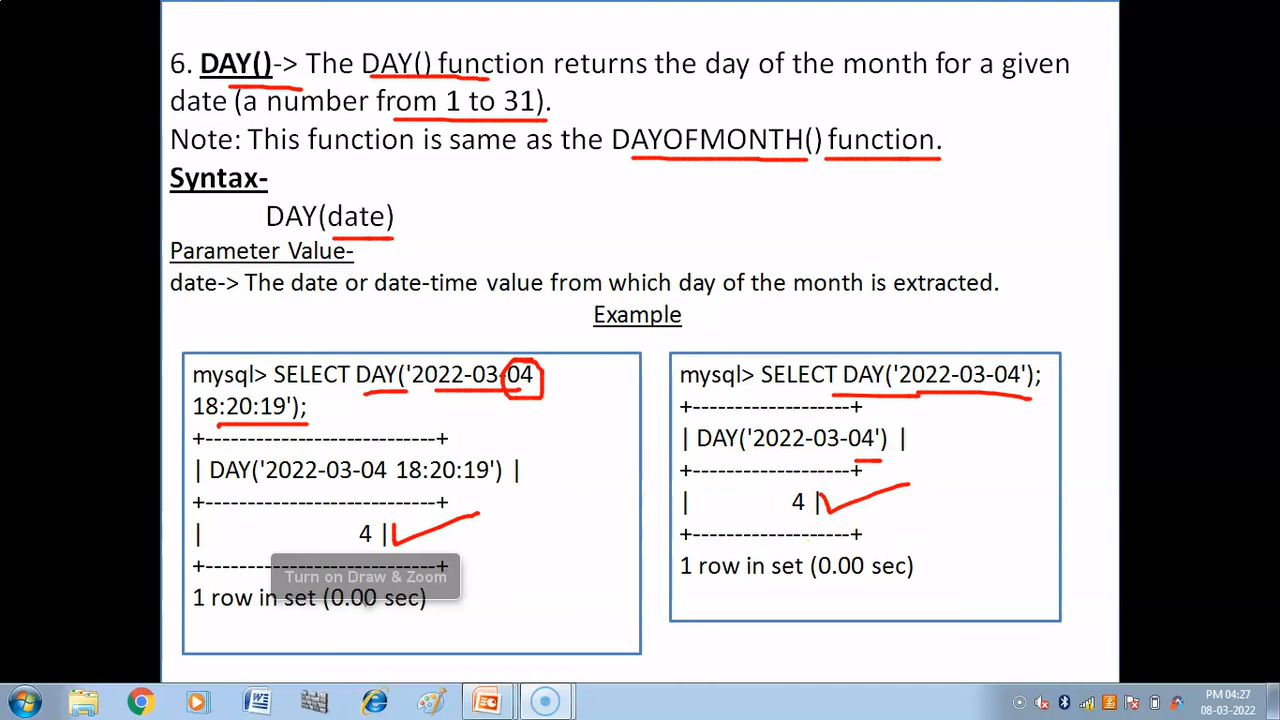 6. DAY()-> The DAY() function returns the day of the month for a given
date (a number from 1 to 31).
Note: This function is same as the DAYOFMONTH() function.
Syntax-
DAY(date)
Parameter Value-
date-> The date or date-time value from which day of the month is extracted.
Example
mysql> SELECT DAY('2022-03-04
18:20:19');
+---------------------------+
| DAY('2022-03-04 18:20:19') |
+---------------------------+
| 4 |
+---------------------------+
Turn on Draw & Zoom
1 row in set (0.00 sec)
mysql> SELECT DAY('2022-03-04');
+-------------------+
| DAY('2022-03-04') |
+-------------------+
| 4 |
+-------------------+
1 row in set (0.00 sec)
PM 04:27
08-03-2022